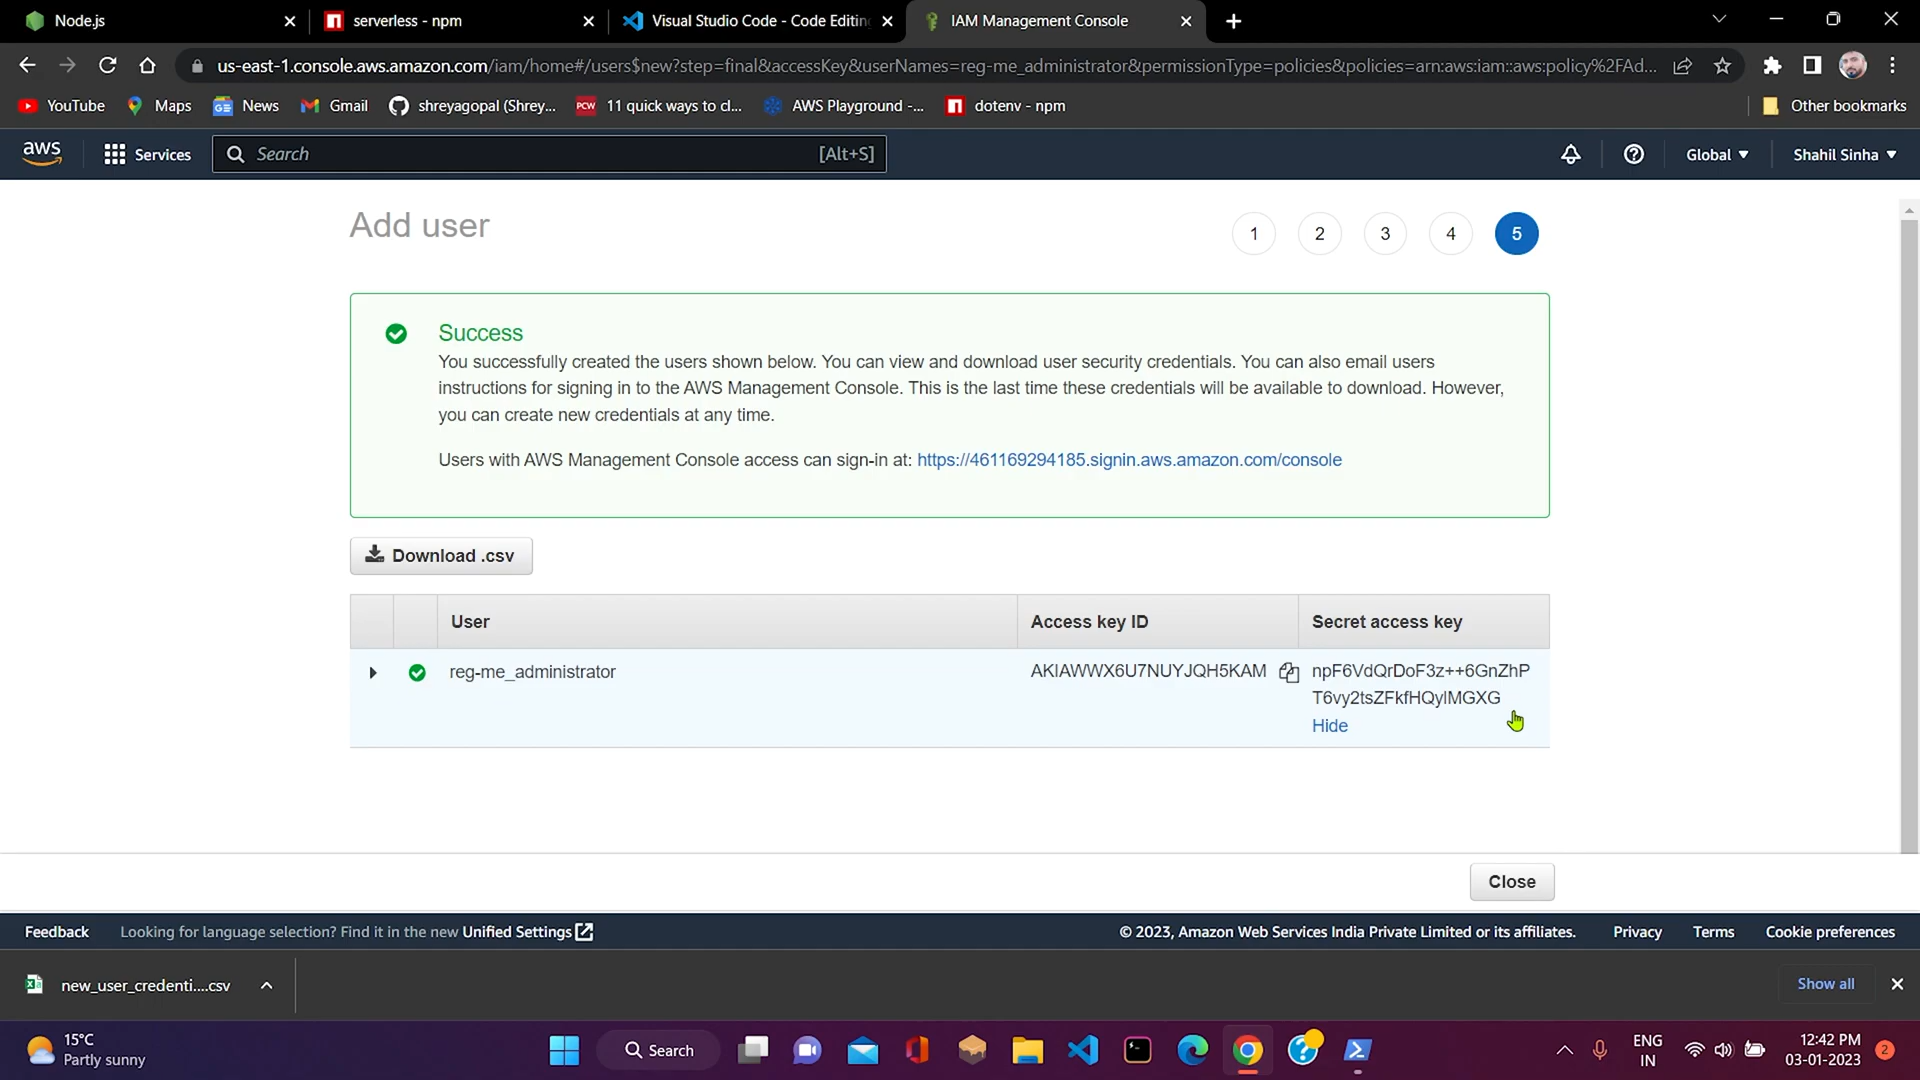 Node.js
serverless - npm
Visual Studio Code - Code Editin
IAM Management Console
us-east-1.console.aws.amazon.com/iam/home#/users$new?step=final&accessKey&userNames=reg-me_administrator&permissionType=policies&policies=arn:aws:iam::aws:policy%2FAd...
YouTube
Maps
News
Gmail
shreyagopal (Shrey...
PCW
11 quick ways to cl...
AWS Playground -...
dotenv - npm
Other bookmarks
aws
Services
Search
[Alt+S]
Global
Shahil Sinha
Add user
1
2
3
4
5
Success
You successfully created the users shown below. You can view and download user security credentials. You can also email users
instructions for signing in to the AWS Management Console. This is the last time these credentials will be available to download. However,
you can create new credentials at any time.
Users with AWS Management Console access can sign-in at: https://461169294185.signin.aws.amazon.com/console
Download .csv
User
Access key ID
Secret access key
reg-me_administrator
AKIAWWX6U7NUYJQH5KAM
npF6VdQrDoF3z++6GnZhP
T6vy2tsZFkfHQylMGXG
Hide
Close
Feedback
Looking for language selection? Find it in the new Unified Settings
© 2023, Amazon Web Services India Private Limited or its affiliates.
Privacy
Terms
Cookie preferences
new_user_credenti....csv
Show all
15°C
Partly sunny
Search
ENG
IN
12:42 PM
03-01-2023
2